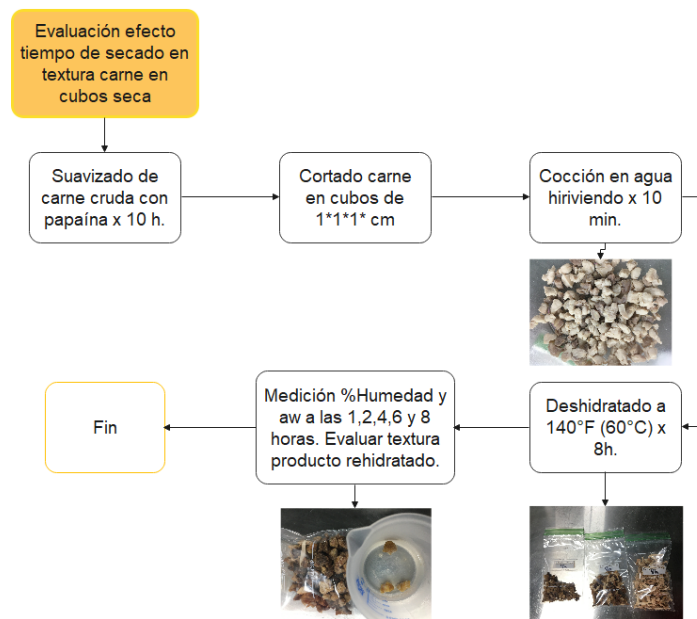 Evaluación efecto
tiempo de secado en
textura carne en
cubos seca
Suavizado de
carne cruda con
papaína x 10 h.
Cortado carne
en cubos de
1*1*1* cm
Cocción en agua
hiriviendo x 10
min.
Deshidratado a
140°F (60°C) x
8h.
Medición %Humedad y
aw a las 1,2,4,6 y 8
horas. Evaluar textura
producto rehidratado.
Fin